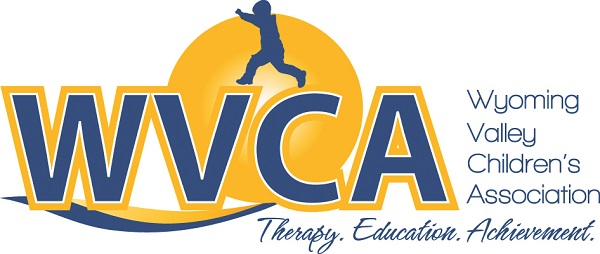 WVCA
Wyoming
Valley
Children's
Association
Therapy. Education. Achievement.